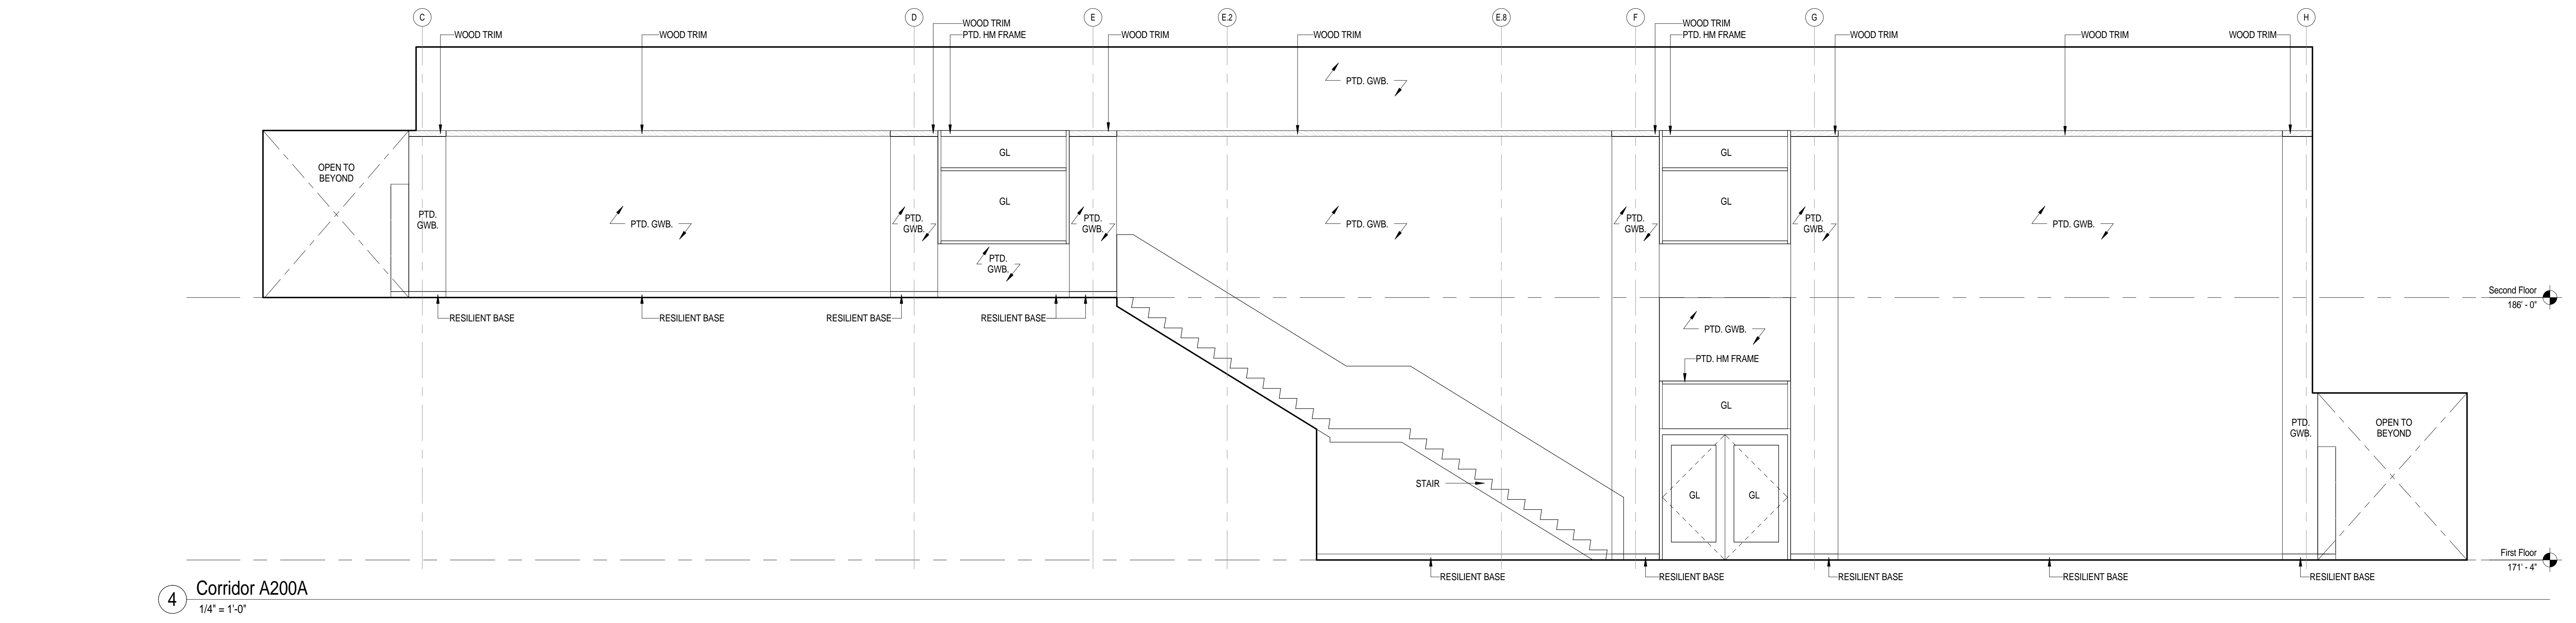 C
D
E
E.2
E.8
F
G
H
WOOD TRIM
WOOD TRIM
WOOD TRIM
PTD. HM FRAME
WOOD TRIM
WOOD TRIM
WOOD TRIM
PTD. HM FRAME
WOOD TRIM
WOOD TRIM
WOOD TRIM
PTD. GWB.
OPEN TO
BEYOND
GL
GL
GL
GL
PTD.
GWB.
PTD. GWB.
PTD.
GWB.
PTD.
GWB.
PTD. GWB.
PTD.
GWB.
PTD.
GWB.
PTD. GWB.
PTD.
GWB.
Second Floor
186' - 0"
RESILIENT BASE
RESILIENT BASE
RESILIENT BASE
RESILIENT BASE
PTD. GWB.
PTD. HM FRAME
GL
PTD.
GWB.
OPEN TO
BEYOND
STAIR
GL
GL
First Floor
171' - 4"
RESILIENT BASE
RESILIENT BASE
RESILIENT BASE
RESILIENT BASE
RESILIENT BASE
4
Corridor A200A
1/4" = 1'-0"